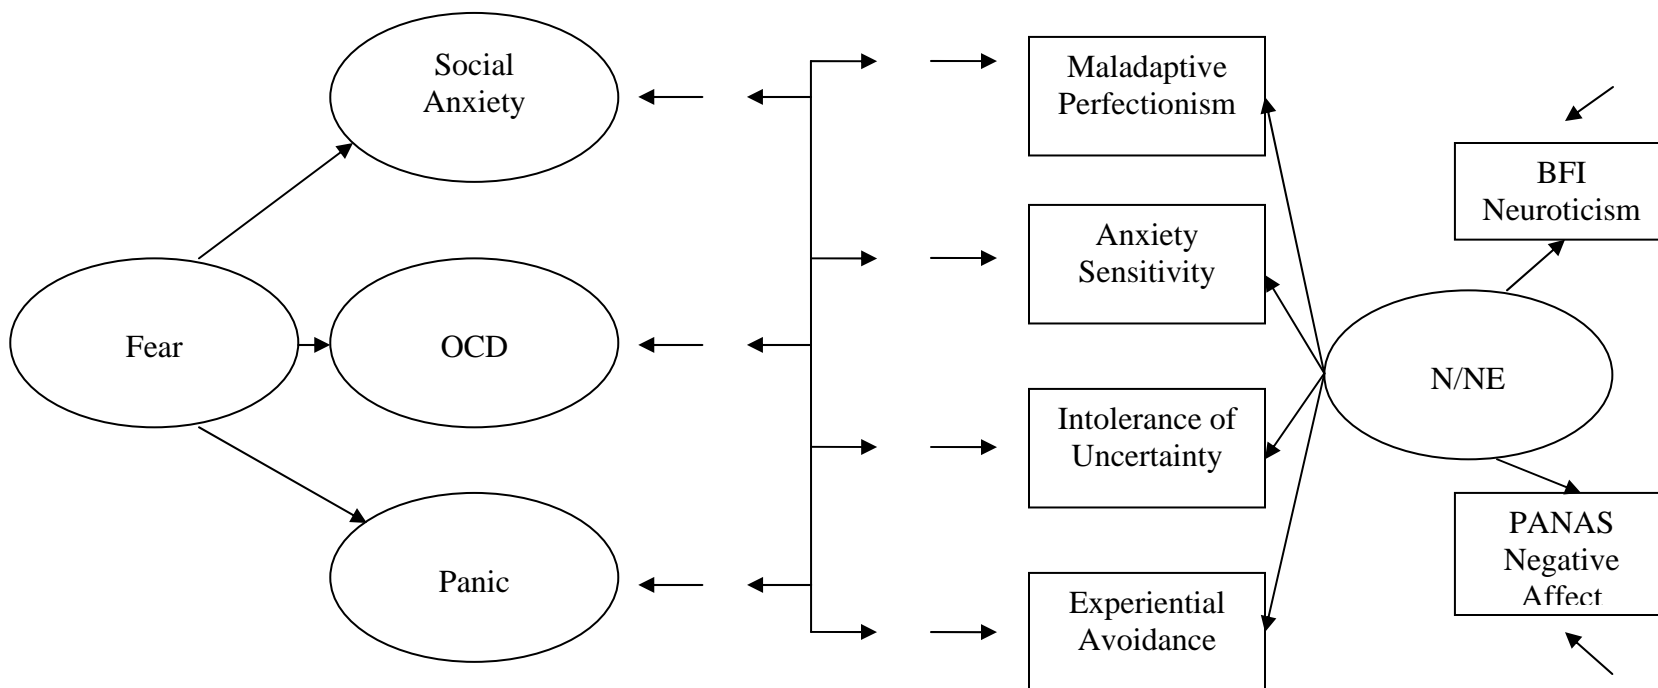 Social
Anxiety
Maladaptive
Perfectionism
BFI
Neuroticism
Anxiety
Sensitivity
Fear
OCD
N/NE
Intolerance of
Uncertainty
PANAS
Negative
Affect
Panic
Experiential
Avoidance